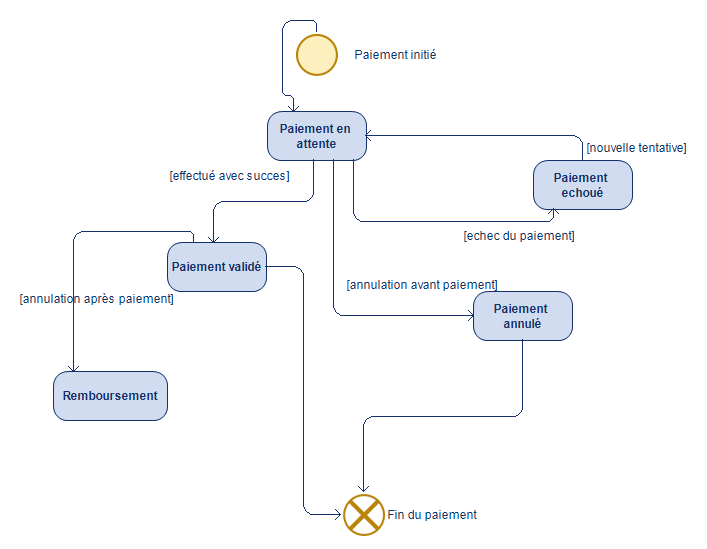 Paiement initié
Paiement en
attente
[nouvelle tentative]
[effectué avec succes]
Paiement
echoué
[echec du paiement]
Paiement validé
[annulation avant paiement]
[annulation après paiement]
Paiement
annulé
Remboursement
Fin du paiement